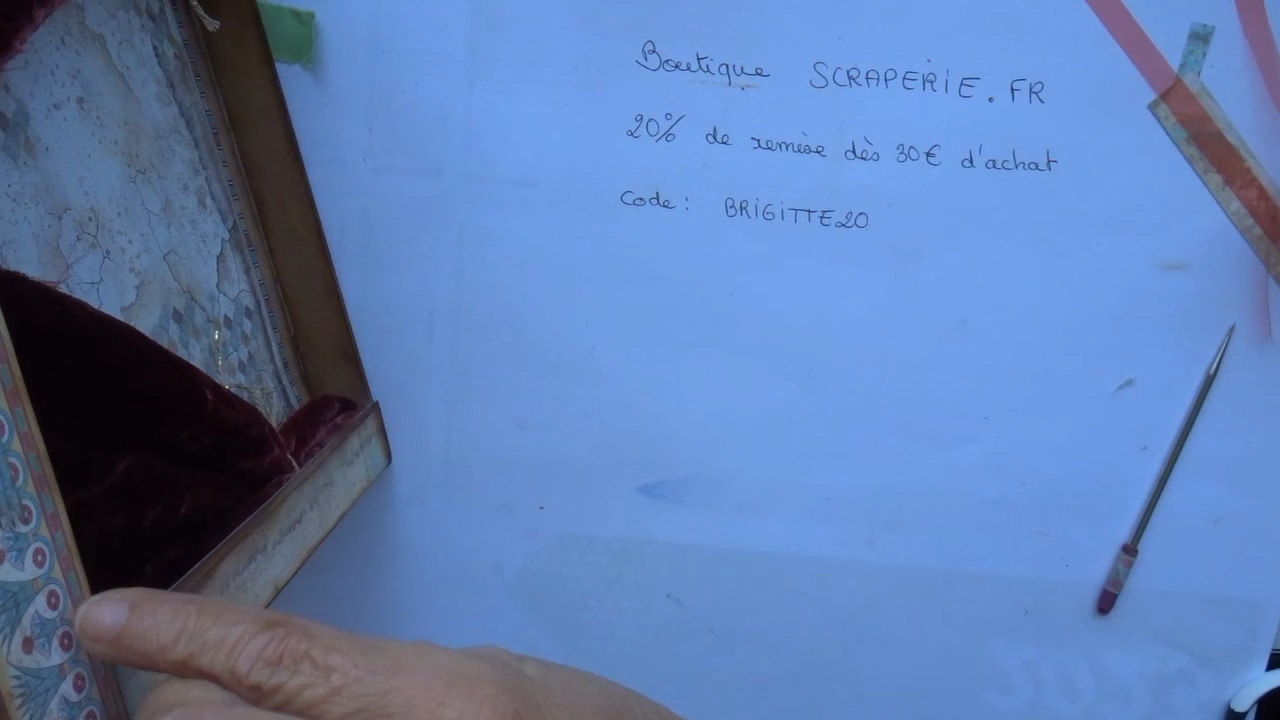 Boutique SCRAPERIE.FR
20% de remise dès 30€ d'achat
Code: BRIGITTE20